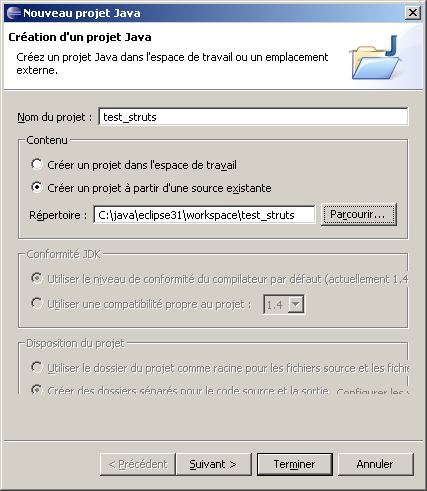 Nouveau projet Java
Création d'un projet Java
Créez un projet Java dans l'espace de travail ou un emplacement
externe.
Nom du projet : test_struts
Contenu
Créer un projet dans l'espace de travail
Créer un projet à partir d'une source existante
Répertoire : C:\java\eclipse31\workspace\test_struts Parcourir...
Conformité JDK
Utiliser le niveau de conformité du compilateur par défaut (actuellement 1.4
Utiliser une compatibilité propre au projet : 1.4
Disposition du projet
Utiliser le dossier du projet comme racine pour les fichiers source et les fichie
Créer des dossiers séparés pour le code source et la sortie Configurer les
< Précédent Suivant > Terminer Annuler